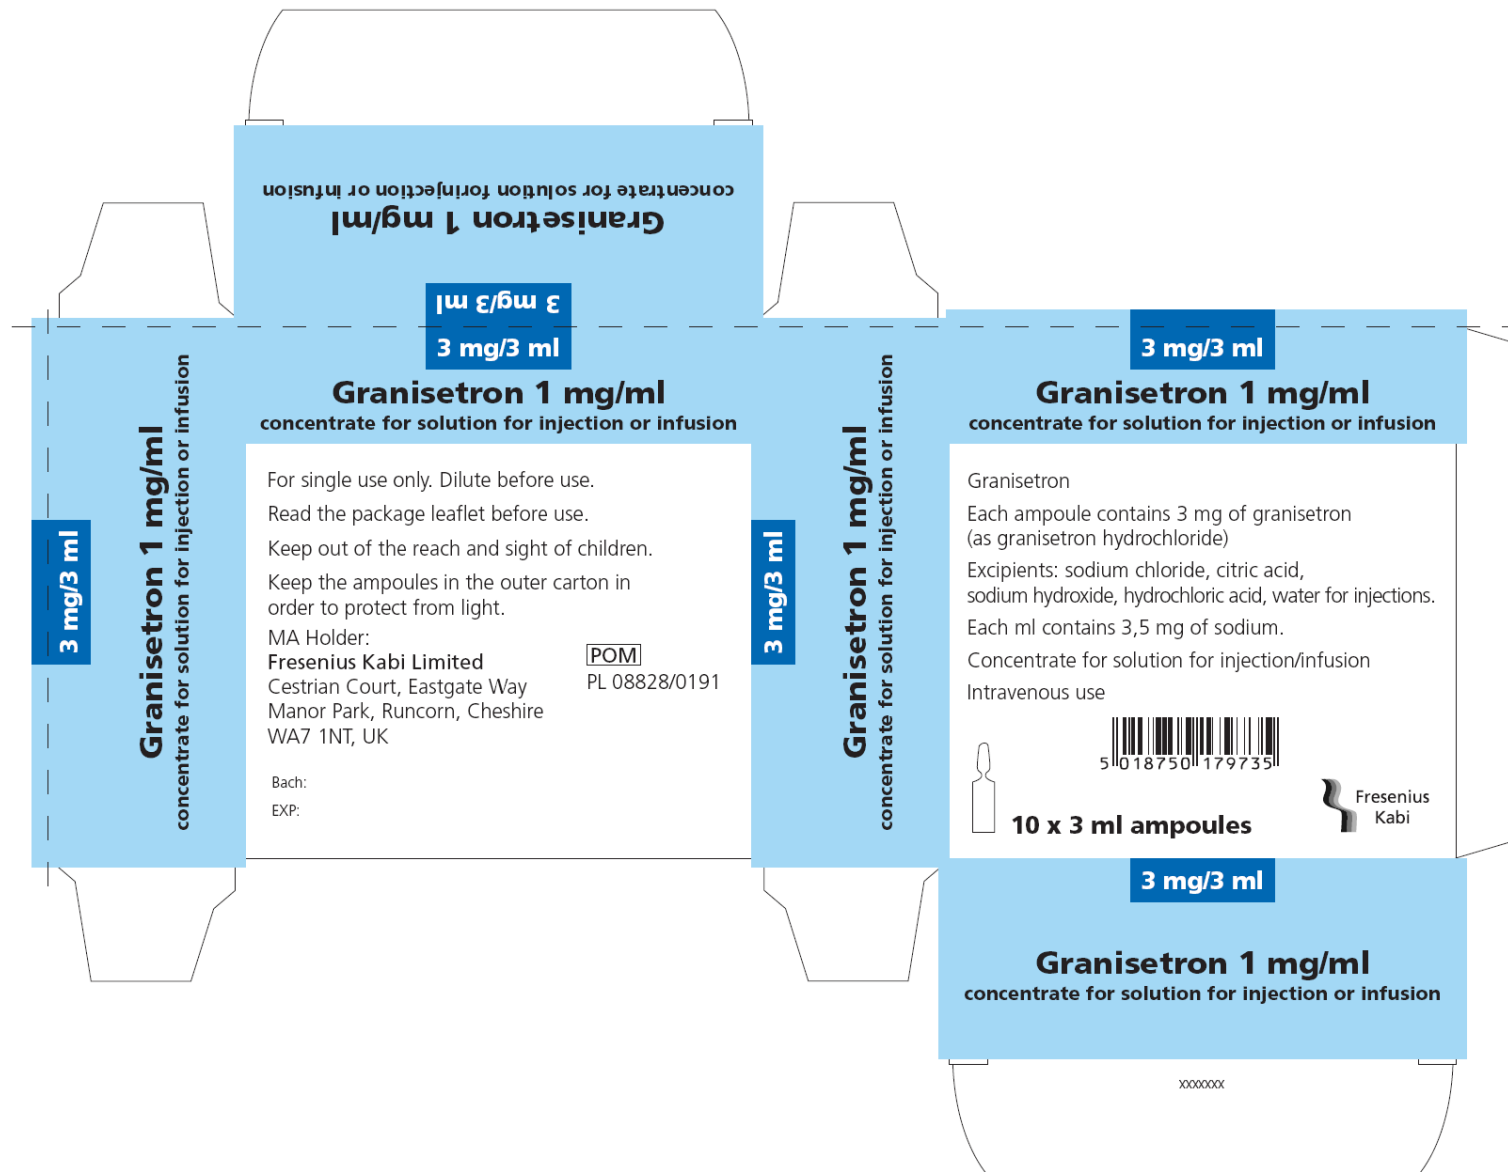 concentrate for solution forinjection or infusion
Granisetron 1 mg/ml
3 mg/3 ml
3 mg/3 ml
Granisetron 1 mg/ml
concentrate for solution for injection or infusion
3 mg/3 ml
Granisetron 1 mg/ml
concentrate for solution for injection or infusion
For single use only. Dilute before use.
Read the package leaflet before use.
Keep out of the reach and sight of children.
Keep the ampoules in the outer carton in
order to protect from light.
MA Holder:
Fresenius Kabi Limited
Cestrian Court, Eastgate Way
Manor Park, Runcorn, Cheshire
WA7 1NT, UK
POM
PL 08828/0191
Bach:
EXP:
3 mg/3 ml
Granisetron 1 mg/ml
concentrate for solution for injection or infusion
3 mg/3 ml
Granisetron 1 mg/ml
concentrate for solution for injection or infusion
Granisetron
Each ampoule contains 3 mg of granisetron
(as granisetron hydrochloride)
Excipients: sodium chloride, citric acid,
sodium hydroxide, hydrochloric acid, water for injections.
Each ml contains 3,5 mg of sodium.
Concentrate for solution for injection/infusion
Intravenous use
5 018750 179735
10 x 3 ml ampoules
Fresenius
Kabi
3 mg/3 ml
Granisetron 1 mg/ml
concentrate for solution for injection or infusion
xxxxxxx